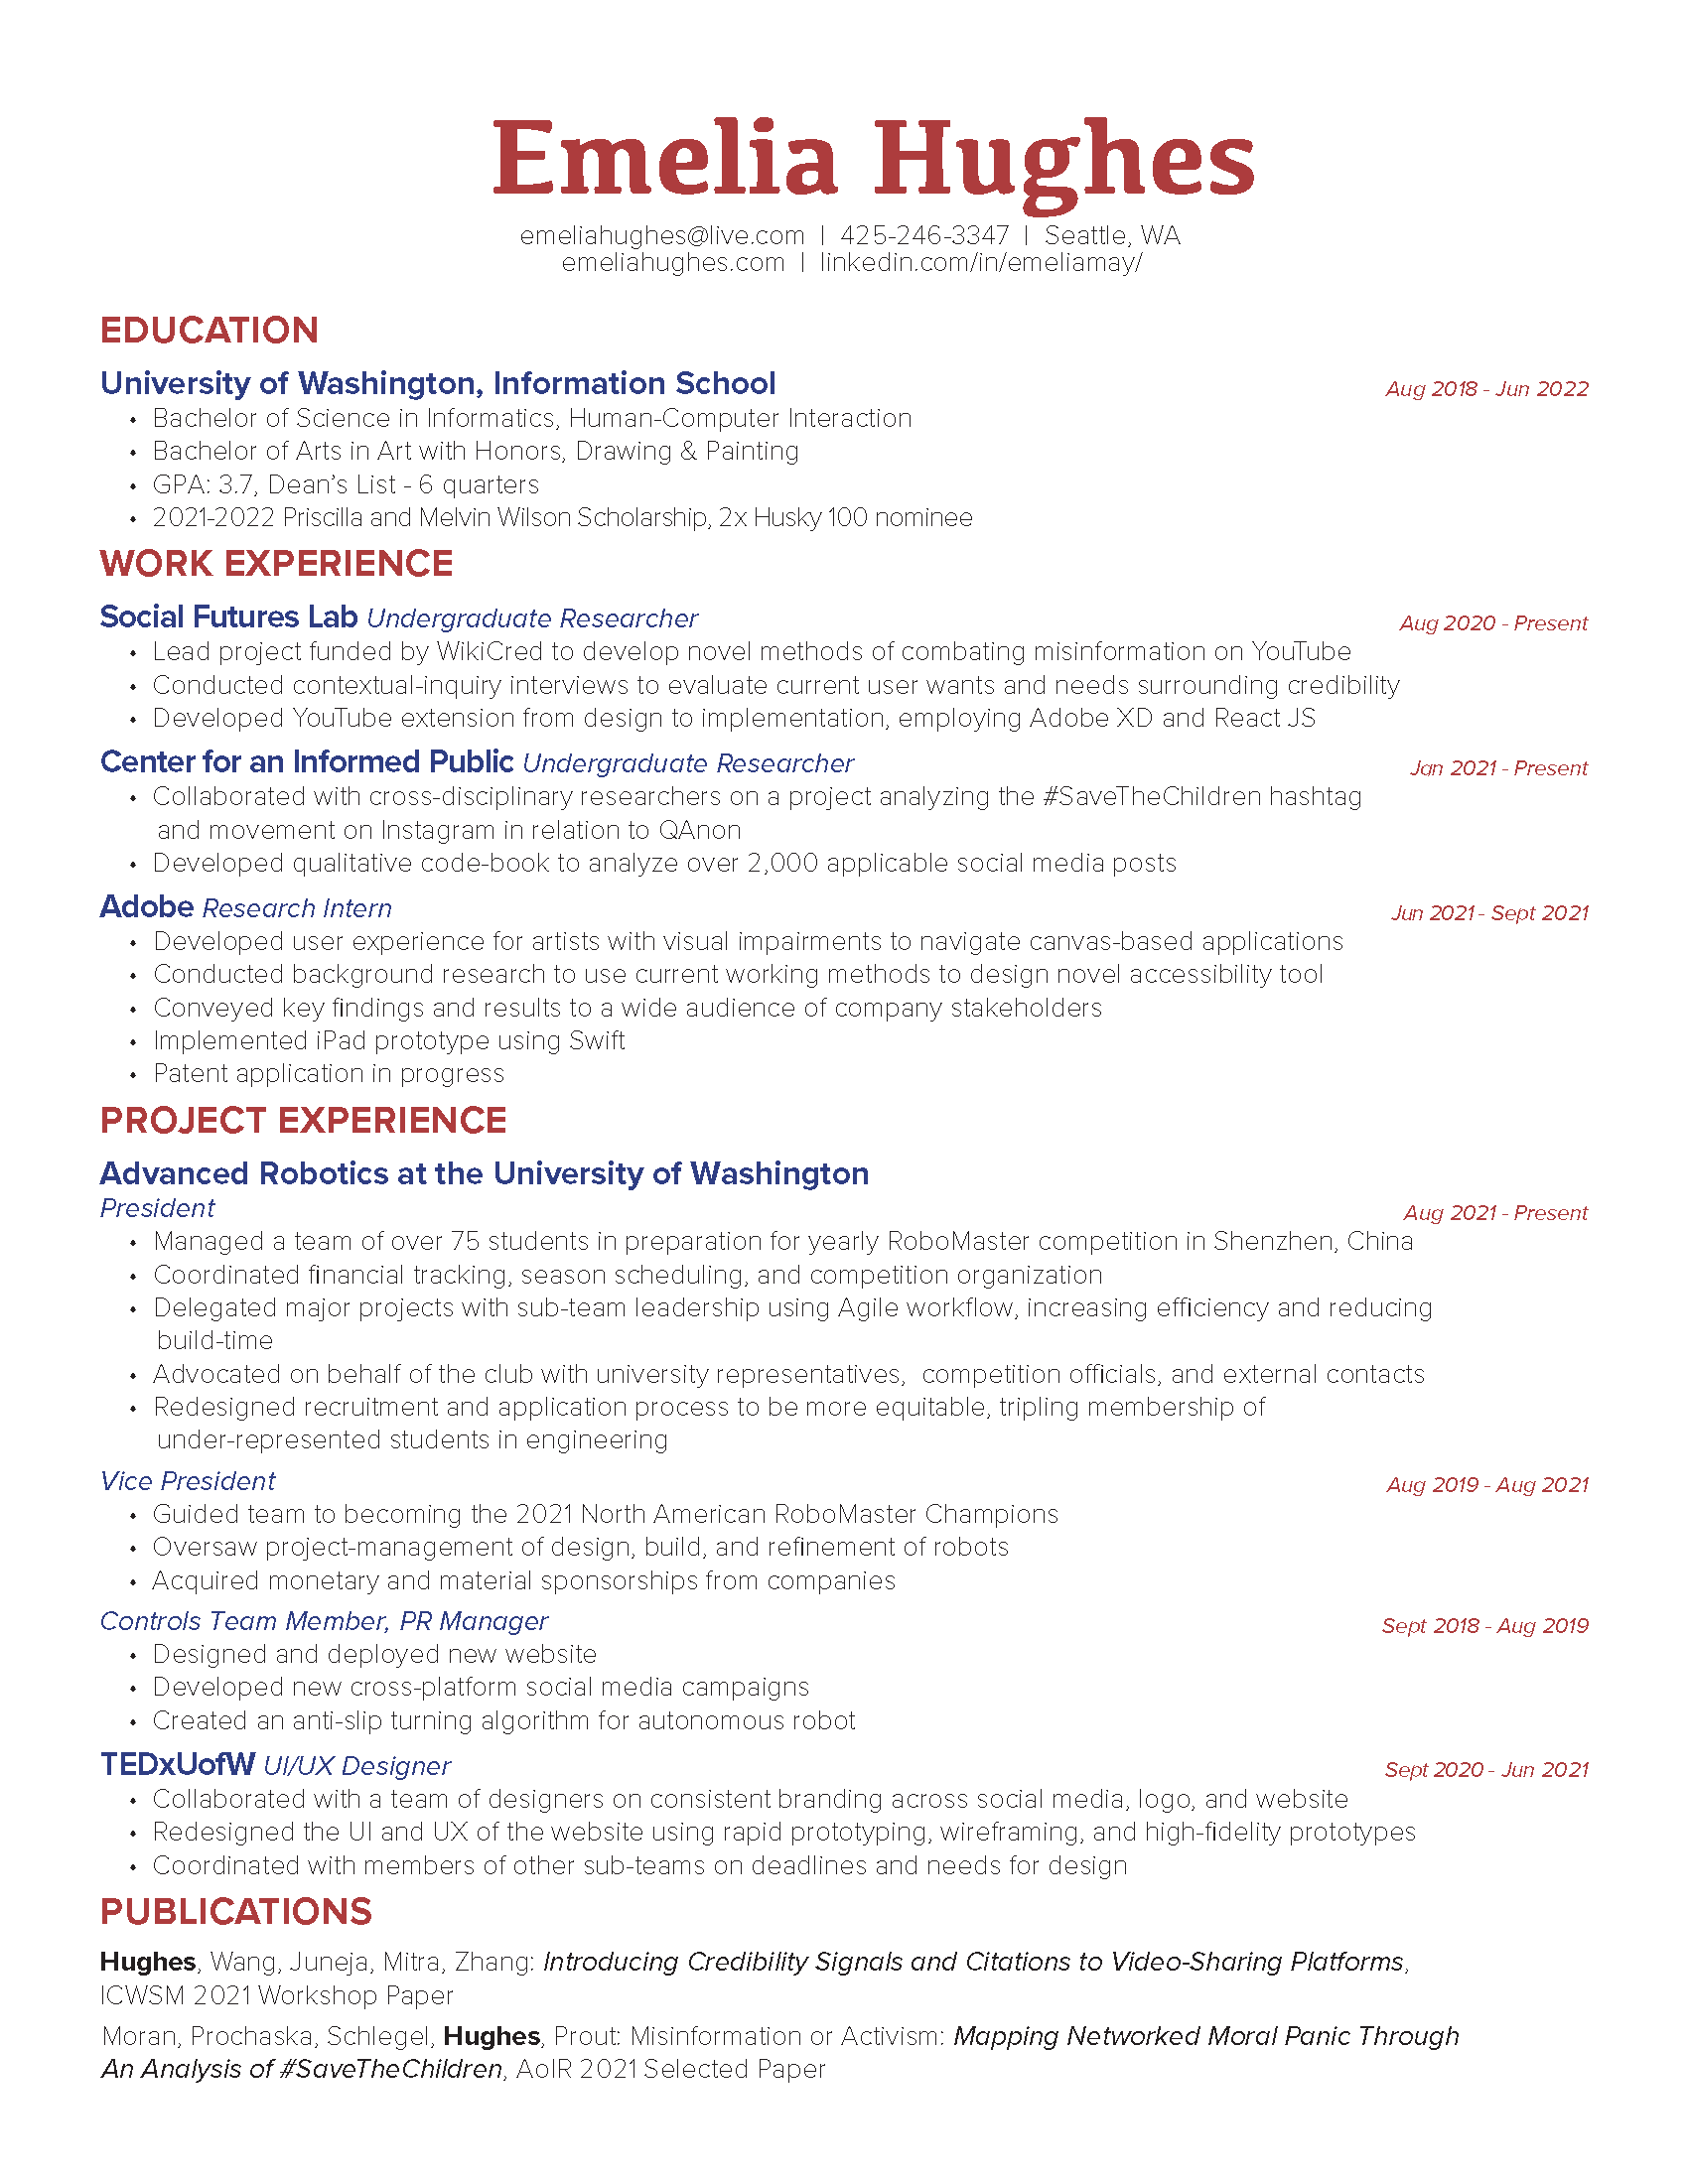 Emelia Hughes
emeliahughes@live.com | 425-246-3347 | Seattle, WA
emeliahughes.com | linkedin.com/in/emeliamay/
EDUCATION
University of Washington, Information School Aug 2018 - Jun 2022
• Bachelor of Science in Informatics, Human-Computer Interaction
• Bachelor of Arts in Art with Honors, Drawing & Painting
• GPA: 3.7, Dean's List - 6 quarters
• 2021-2022 Priscilla and Melvin Wilson Scholarship, 2x Husky 100 nominee
WORK EXPERIENCE
Social Futures Lab Undergraduate Researcher Aug 2020 - Present
• Lead project funded by WikiCred to develop novel methods of combating misinformation on YouTube
• Conducted contextual-inquiry interviews to evaluate current user wants and needs surrounding credibility
• Developed YouTube extension from design to implementation, employing Adobe XD and React JS
Center for an Informed Public Undergraduate Researcher Jan 2021 - Present
• Collaborated with cross-disciplinary researchers on a project analyzing the #SaveTheChildren hashtag
and movement on Instagram in relation to QAnon
• Developed qualitative code-book to analyze over 2,000 applicable social media posts
Adobe Research Intern Jun 2021 - Sept 2021
• Developed user experience for artists with visual impairments to navigate canvas-based applications
• Conducted background research to use current working methods to design novel accessibility tool
• Conveyed key findings and results to a wide audience of company stakeholders
• Implemented iPad prototype using Swift
• Patent application in progress
PROJECT EXPERIENCE
Advanced Robotics at the University of Washington
President Aug 2021 - Present
• Managed a team of over 75 students in preparation for yearly RoboMaster competition in Shenzhen, China
• Coordinated financial tracking, season scheduling, and competition organization
• Delegated major projects with sub-team leadership using Agile workflow, increasing efficiency and reducing
build-time
• Advocated on behalf of the club with university representatives,  competition officials, and external contacts
• Redesigned recruitment and application process to be more equitable, tripling membership of
under-represented students in engineering
Vice President Aug 2019 - Aug 2021
• Guided team to becoming the 2021 North American RoboMaster Champions
• Oversaw project-management of design, build, and refinement of robots
• Acquired monetary and material sponsorships from companies
Controls Team Member, PR Manager Sept 2018 - Aug 2019
• Designed and deployed new website
• Developed new cross-platform social media campaigns
• Created an anti-slip turning algorithm for autonomous robot
TEDxUofW UI/UX Designer Sept 2020 - Jun 2021
• Collaborated with a team of designers on consistent branding across social media, logo, and website
• Redesigned the UI and UX of the website using rapid prototyping, wireframing, and high-fidelity prototypes
• Coordinated with members of other sub-teams on deadlines and needs for design
PUBLICATIONS
Hughes, Wang, Juneja, Mitra, Zhang: Introducing Credibility Signals and Citations to Video-Sharing Platforms,
ICWSM 2021 Workshop Paper
Moran, Prochaska, Schlegel, Hughes, Prout: Misinformation or Activism: Mapping Networked Moral Panic Through
An Analysis of #SaveTheChildren, AoIR 2021 Selected Paper